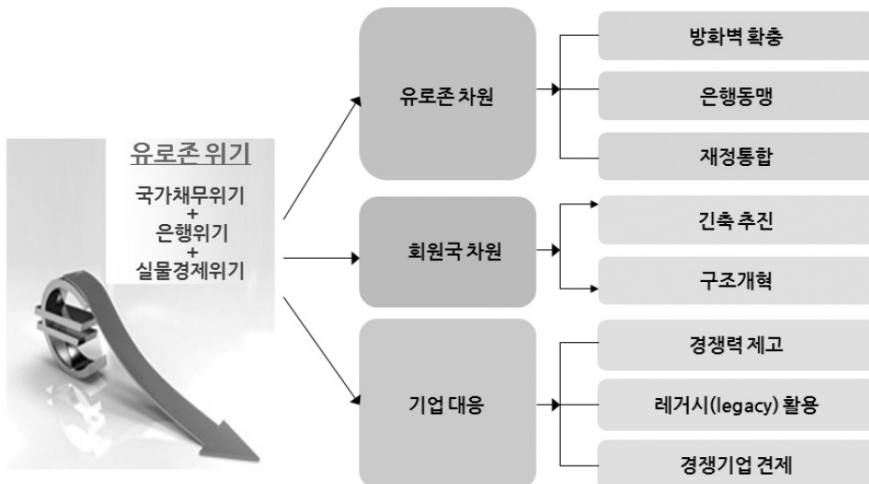 유로존 위기
국가채무위기
+
은행위기
+
실물경제위기
유로존 차원
방화벽 확충
은행동맹
재정통합
회원국 차원
긴축 추진
구조개혁
기업 대응
경쟁력 제고
레거시(legacy) 활용
경쟁기업 견제